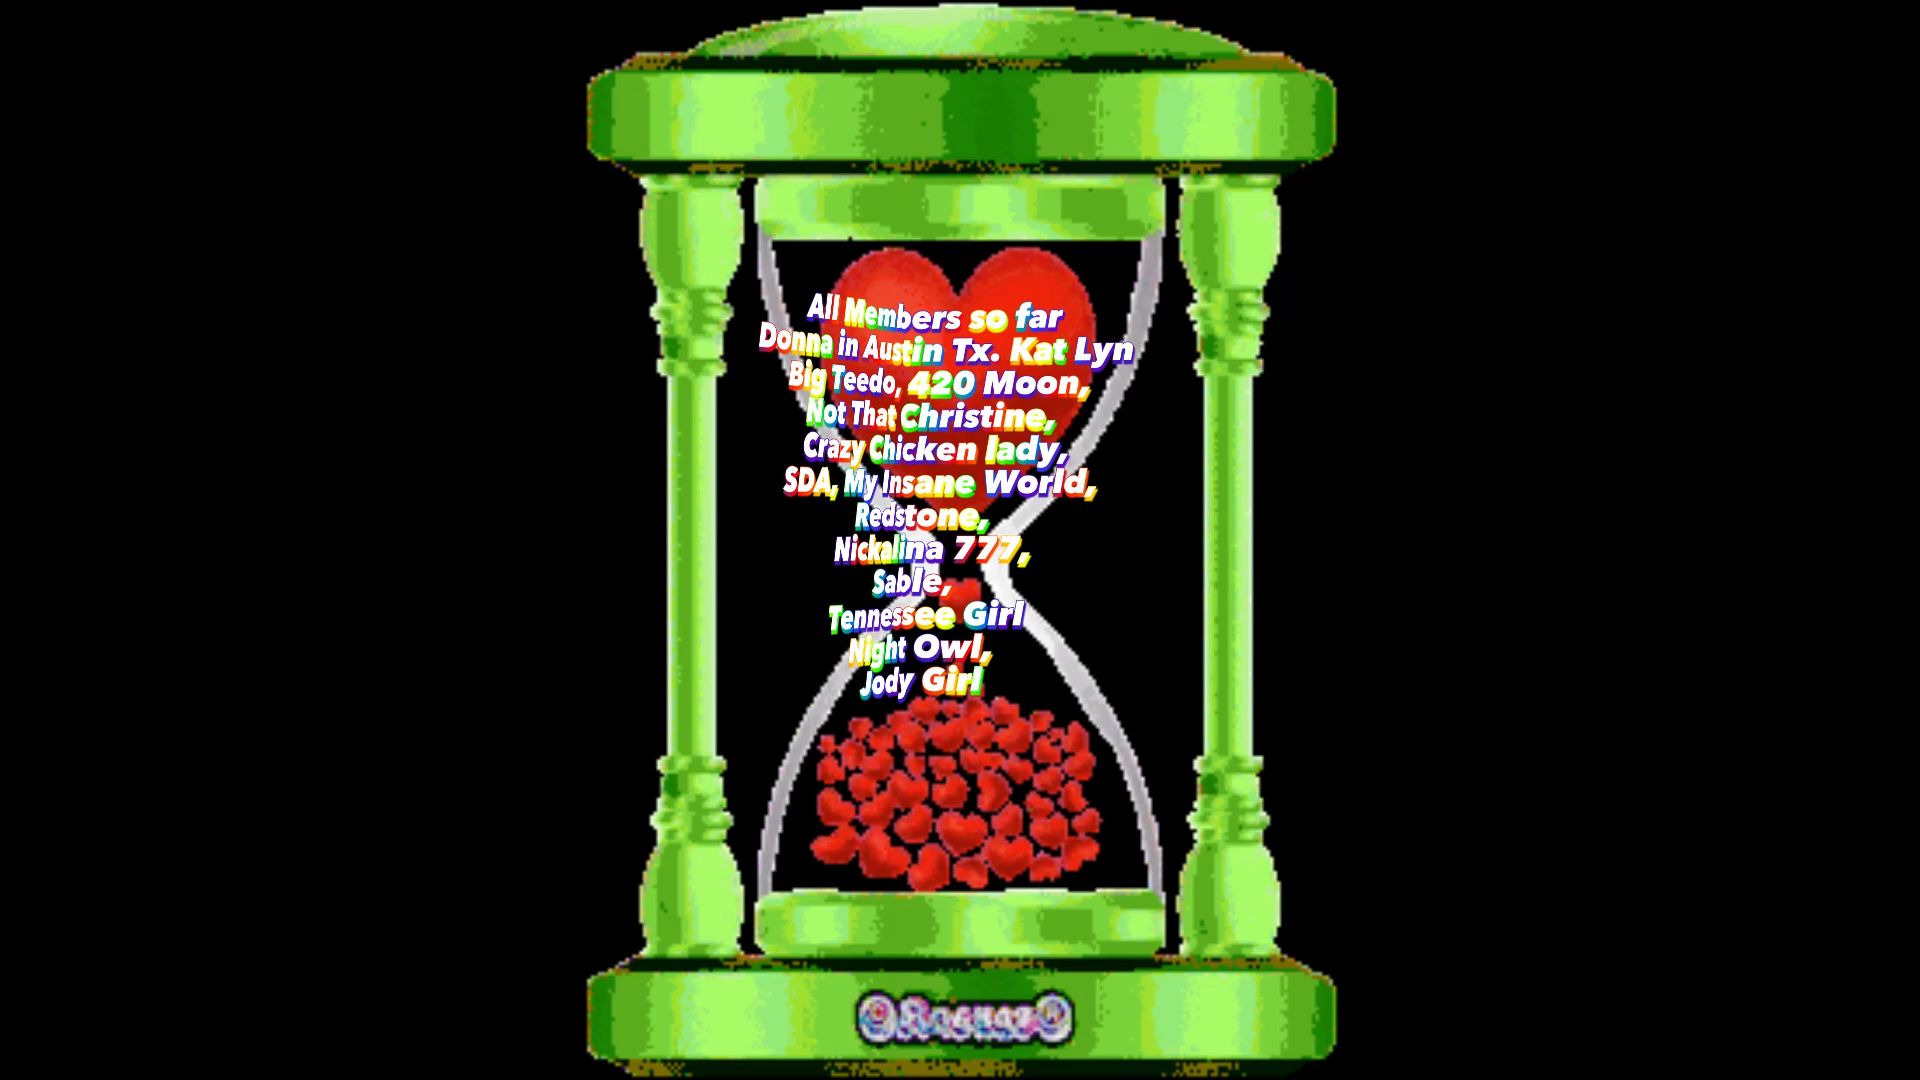 All Members so far
Donna in Austin Tx. Kat Lyn
Big Teedo, 420 Moon,
Not That Christine,
Crazy Chicken lady,
SDA, My Insane World,
Redstone,
Nickalina 777,
Sable,
Tennessee Girl
Night Owl,
Jody Girl